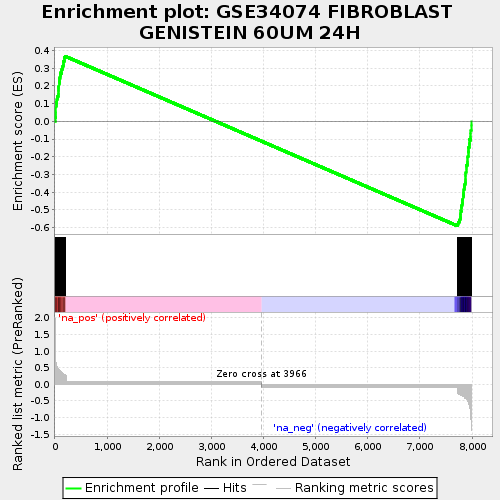 Enrichment plot: GSE34074 FIBROBLAST
GENISTEIN 60UM 24H
Enrichment score (ES)
0.4
0.3
0.2
0.1
0.0
-0.1
-0.2
-0.3
-0.4
-0.5
-0.6
'na_pos' (positively correlated)
Ranked list metric (PreRanked)
2.0
1.5
1.0
0.5
0.0
-0.5
-1.0
-1.5
Zero cross at 3966
'na_neg' (negatively correlated)
0 1,000 2,000 3,000 4,000 5,000 6,000 7,000 8,000
Rank in Ordered Dataset
Enrichment profile Hits Ranking metric scores